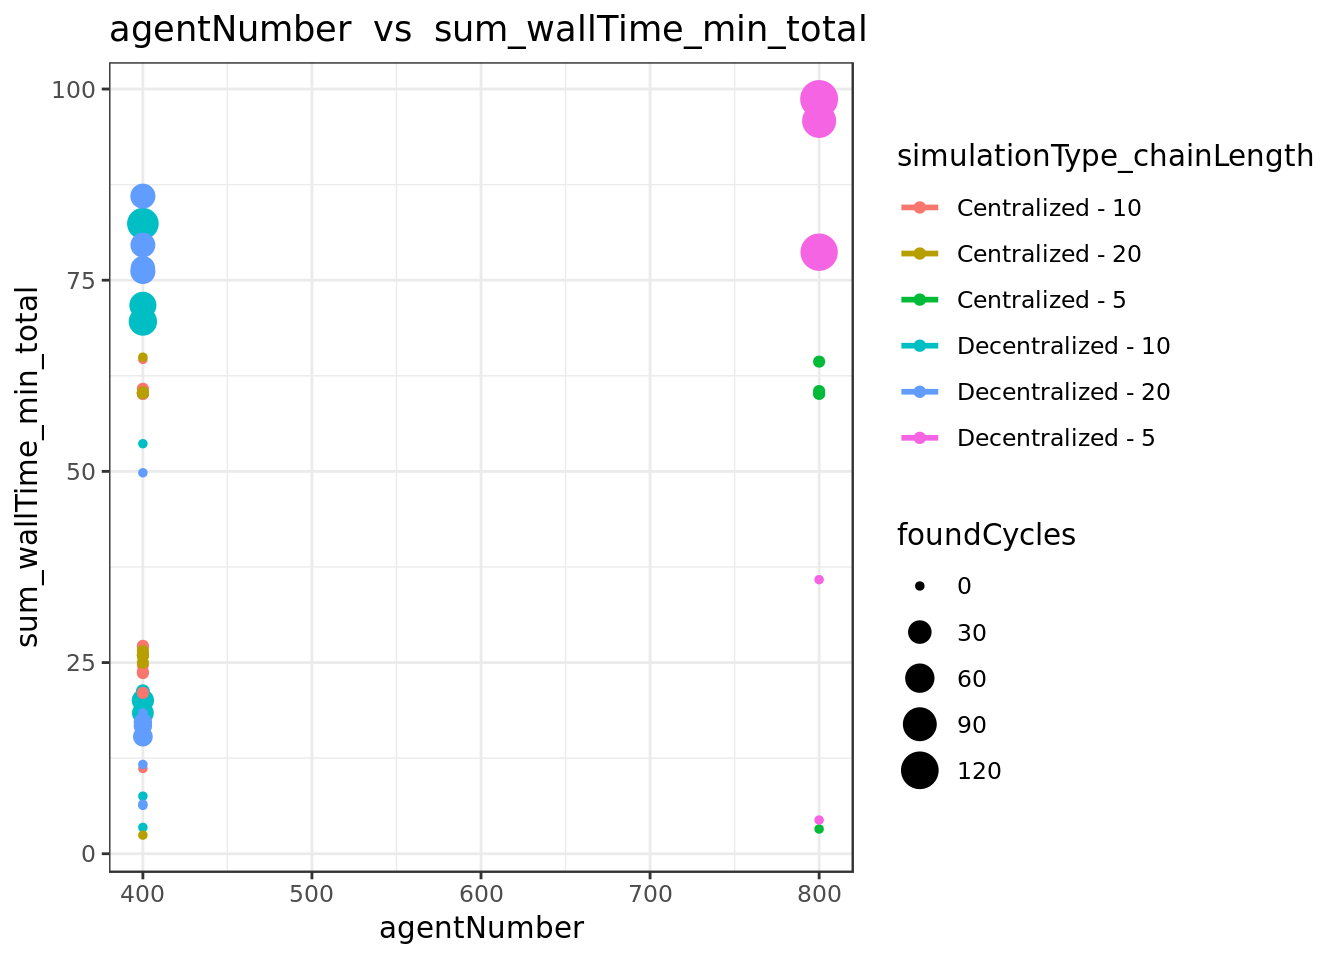 agentNumber vs sum_wallTime_min_total
100
75
50
25
0
sum_wallTime_min_total
400 500 600 700 800
agentNumber
simulationType_chainLength
Centralized - 10
Centralized - 20
Centralized - 5
Decentralized - 10
Decentralized - 20
Decentralized - 5
foundCycles
0
30
60
90
120